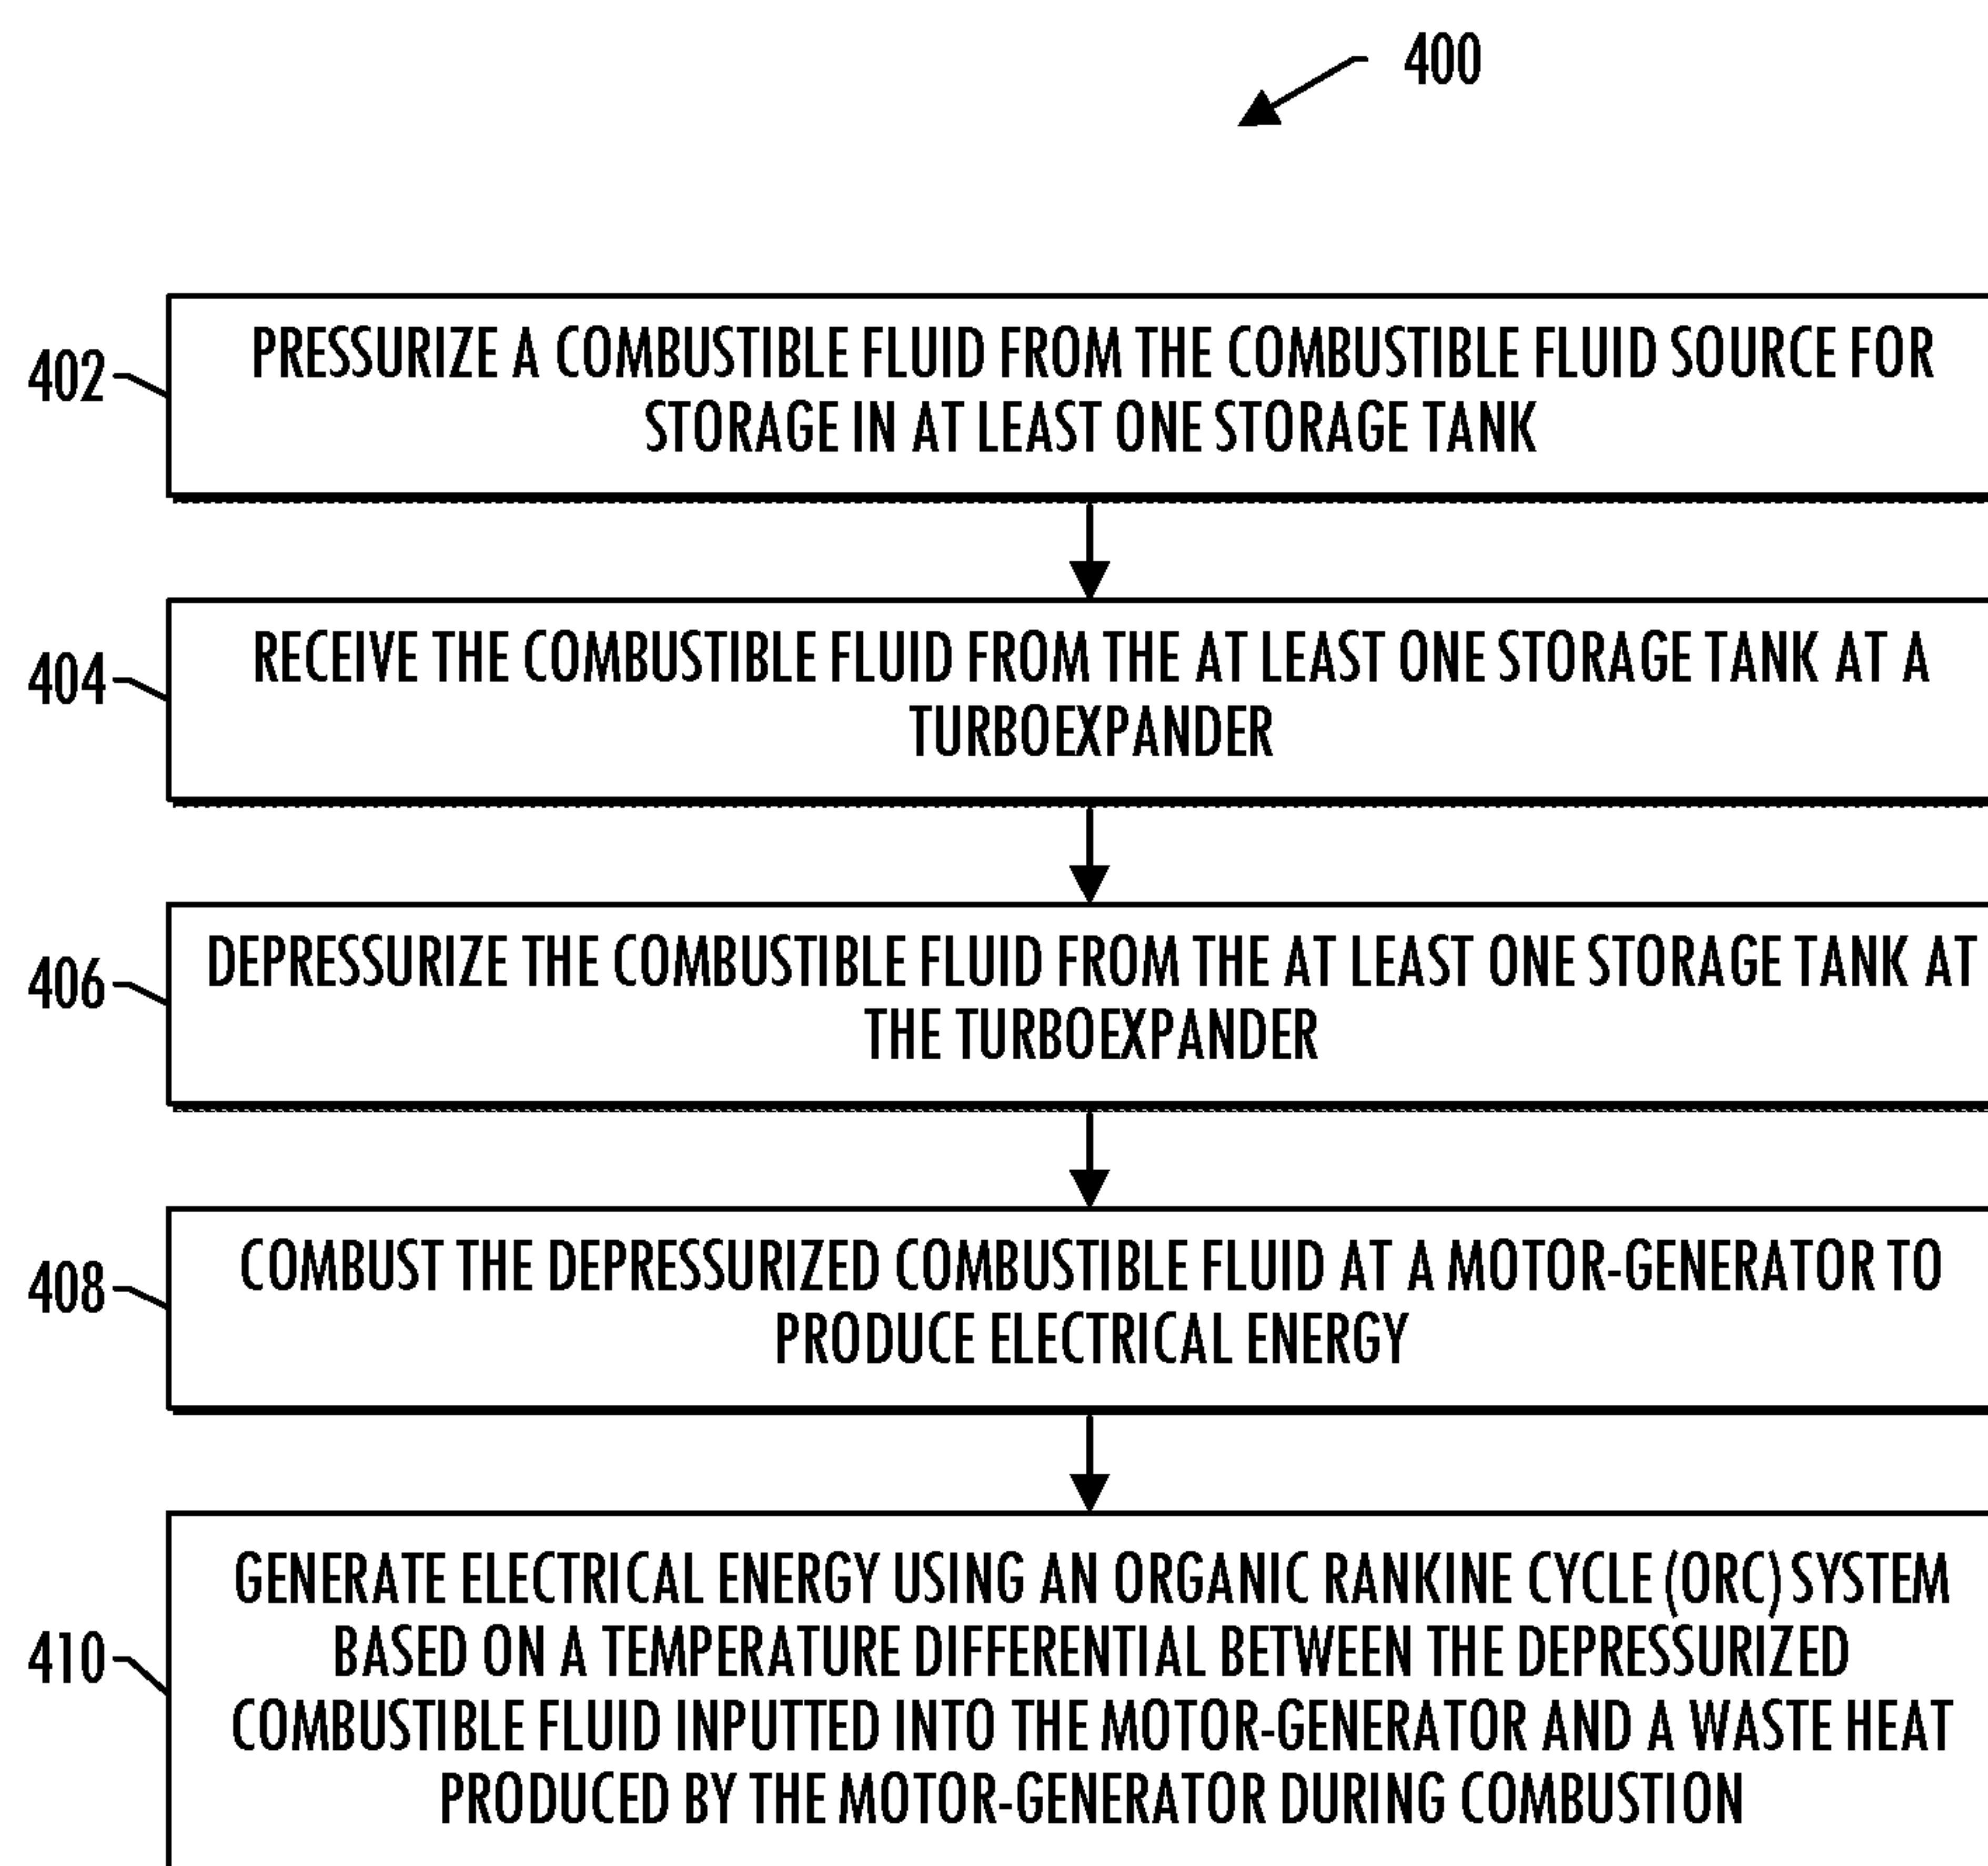 400
402
PRESSURIZE A COMBUSTIBLE FLUID FROM THE COMBUSTIBLE FLUID SOURCE FOR
STORAGE IN AT LEAST ONE STORAGE TANK
404
RECEIVE THE COMBUSTIBLE FLUID FROM THE AT LEAST ONE STORAGE TANK AT A
TURBOEXPANDER
406
DEPRESSURIZE THE COMBUSTIBLE FLUID FROM THE AT LEAST ONE STORAGE TANK AT
THE TURBOEXPANDER
408
COMBUST THE DEPRESSURIZED COMBUSTIBLE FLUID AT A MOTOR-GENERATOR TO
PRODUCE ELECTRICAL ENERGY
410
GENERATE ELECTRICAL ENERGY USING AN ORGANIC RANKINE CYCLE (ORC) SYSTEM
BASED ON A TEMPERATURE DIFFERENTIAL BETWEEN THE DEPRESSURIZED
COMBUSTIBLE FLUID INPUTTED INTO THE MOTOR-GENERATOR AND A WASTE HEAT
PRODUCED BY THE MOTOR-GENERATOR DURING COMBUSTION